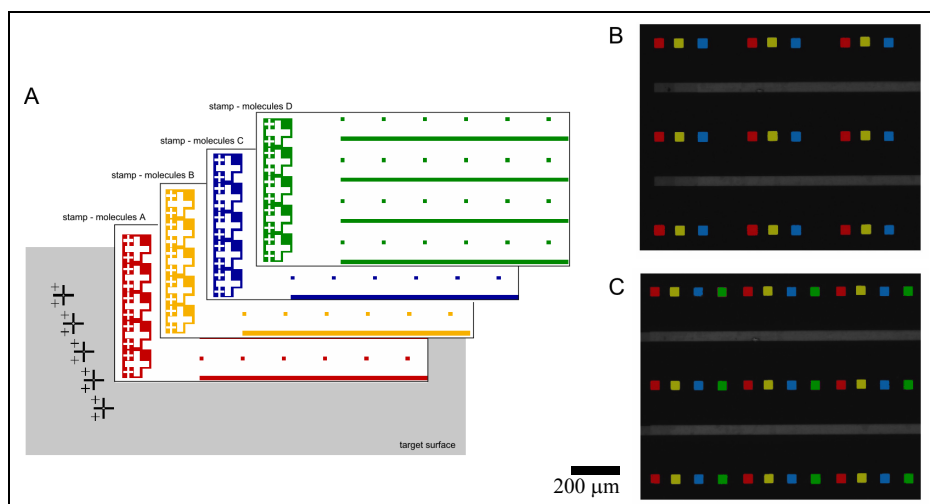 A
stamp - molecules D
stamp - molecules C
stamp - molecules B
stamp - molecules A
target surface
200 μm
B
C